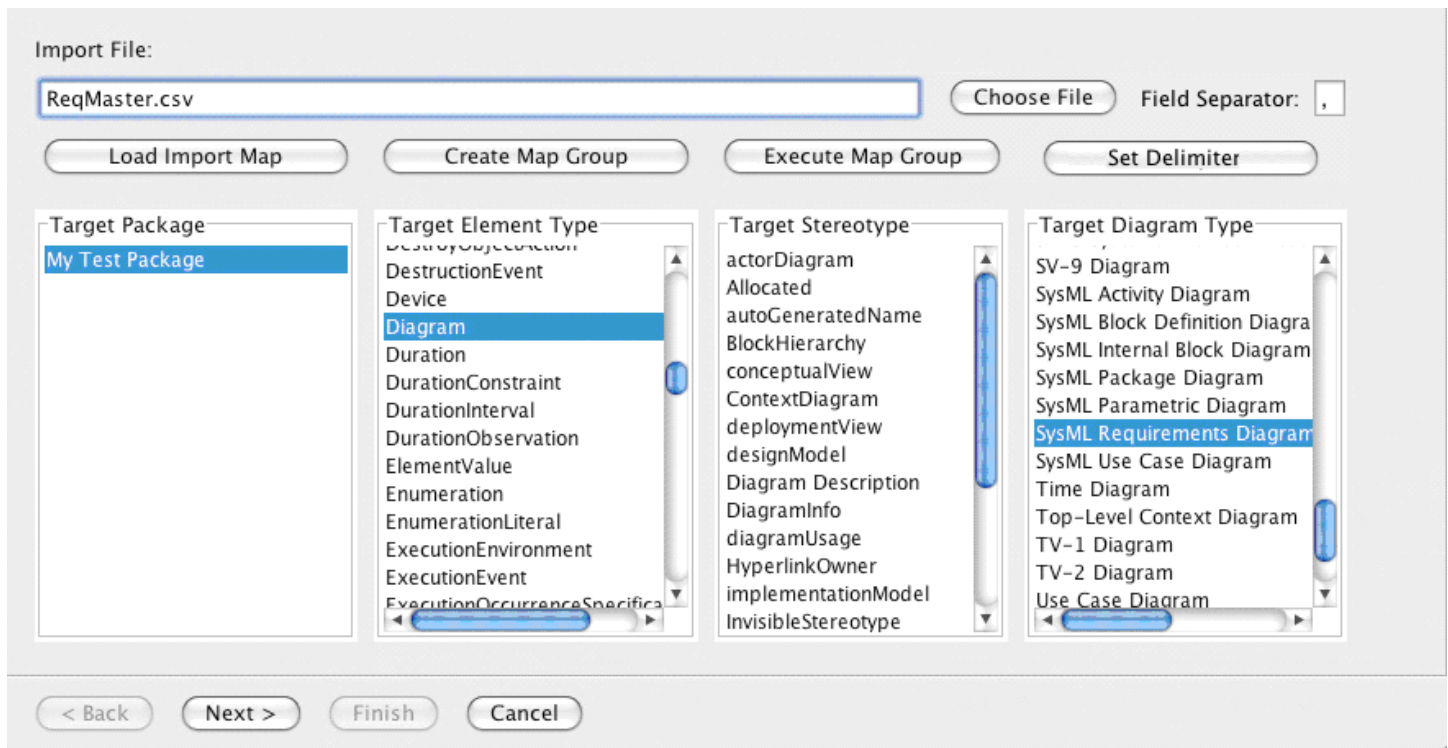 Import File:
ReqMaster.csv
Choose File
Field Separator:
,
Load Import Map
Create Map Group
Execute Map Group
Set Delimiter
Target Package
My Test Package
Target Element Type
DestroyObjectAction
DestructionEvent
Device
Diagram
Duration
DurationConstraint
DurationInterval
DurationObservation
ElementValue
Enumeration
EnumerationLiteral
ExecutionEnvironment
ExecutionEvent
ExecutionOccurrenceSpecifica
Target Stereotype
actorDiagram
Allocated
autoGeneratedName
BlockHierarchy
conceptualView
ContextDiagram
deploymentView
designModel
Diagram Description
DiagramInfo
diagramUsage
HyperlinkOwner
implementationModel
InvisibleStereotype
Target Diagram Type
SV-9 Diagram
SysML Activity Diagram
SysML Block Definition Diagra
SysML Internal Block Diagram
SysML Package Diagram
SysML Parametric Diagram
SysML Requirements Diagram
SysML Use Case Diagram
Time Diagram
Top-Level Context Diagram
TV-1 Diagram
TV-2 Diagram
Use Case Diagram
< Back
Next >
Finish
Cancel